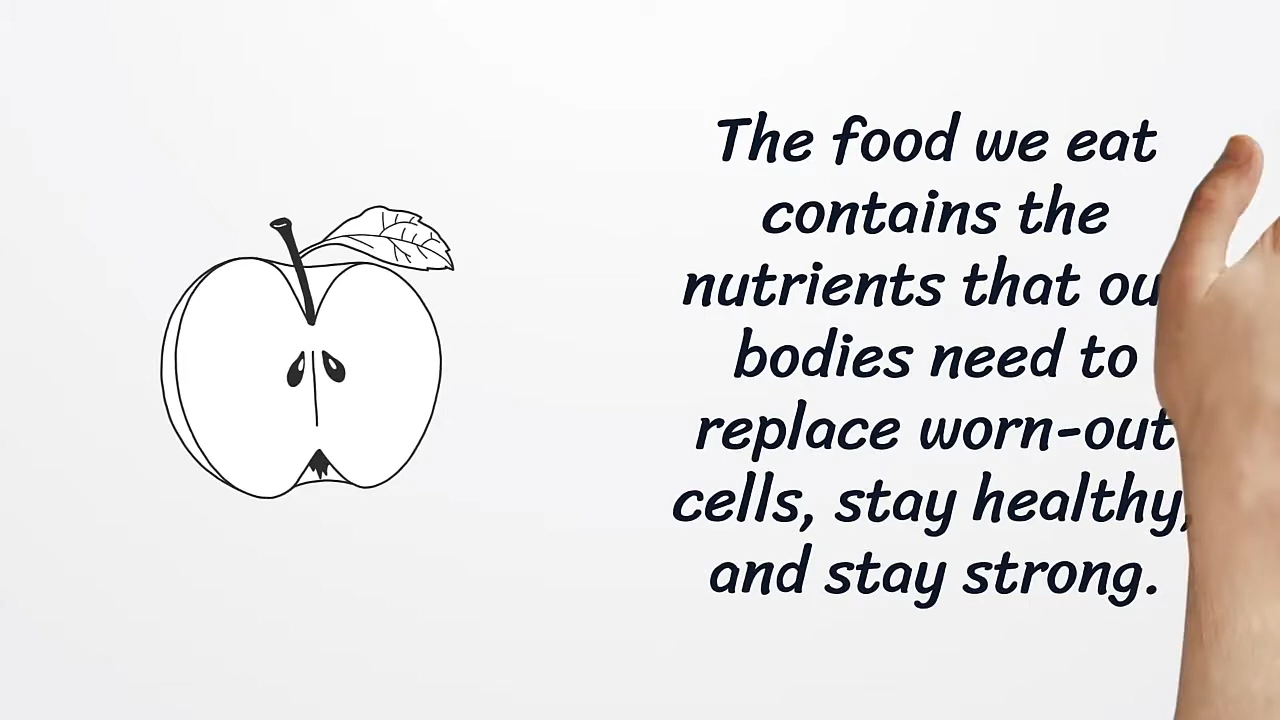 The food we eat
contains the
nutrients that ou
bodies need to
replace worn-out
cells, stay healthy,
and stay strong.